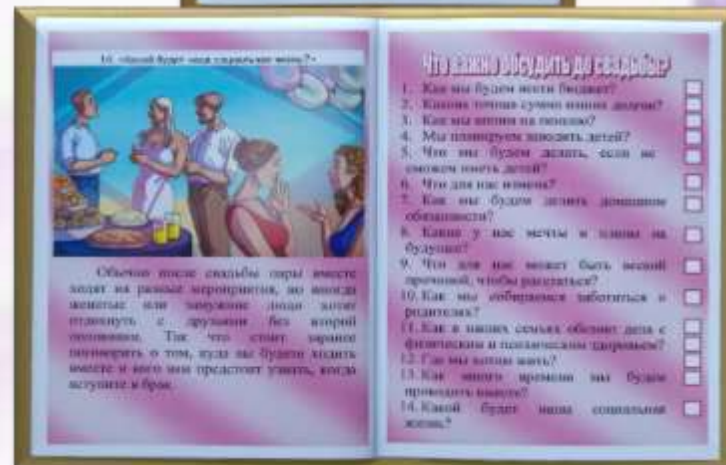 14. «Какой будет наша социальная жизнь?»
Обычно после свадьбы пары вместе
ходят на разные мероприятия, но иногда
женатые или замужние люди хотят
отдохнуть с друзьями без второй
половинки. Так что стоит заранее
поговорить о том, куда вы будете ходить
вместе и кого вам предстоит узнать, когда
вступите в брак.
Что важно обсудить до свадьбы?
1. Как мы будем вести бюджет?
2. Какова точная сумма наших долгов?
3. Как мы копим на пенсию?
4. Мы планируем заводить детей?
5. Что мы будем делать, если не
сможем иметь детей?
6. Что для нас измена?
7. Как мы будем делить домашние
обязанности?
8. Какие у нас мечты и планы на
будущее?
9. Что для нас может быть веской
причиной, чтобы расстаться?
10. Как мы собираемся заботиться о
родителях?
11. Как в наших семьях обстоят дела с
физическим и психическим здоровьем?
12. Где мы хотим жить?
13. Как много времени мы будем
проводить вместе?
14. Какой будет наша социальная
жизнь?